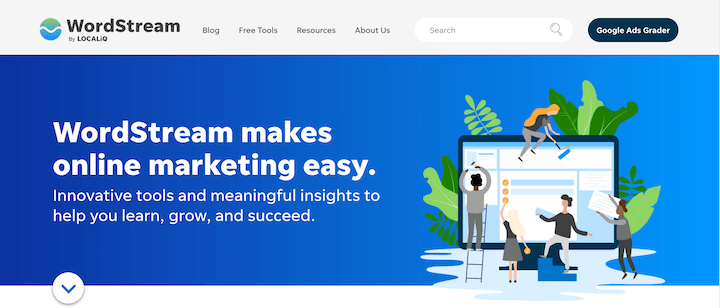 WordStream
By LOCALiQ
Blog
Free Tools
Resources
About Us
Search
Google Ads Grader
WordStream makes
online marketing easy.
Innovative tools and meaningful insights to
help you learn, grow, and succeed.